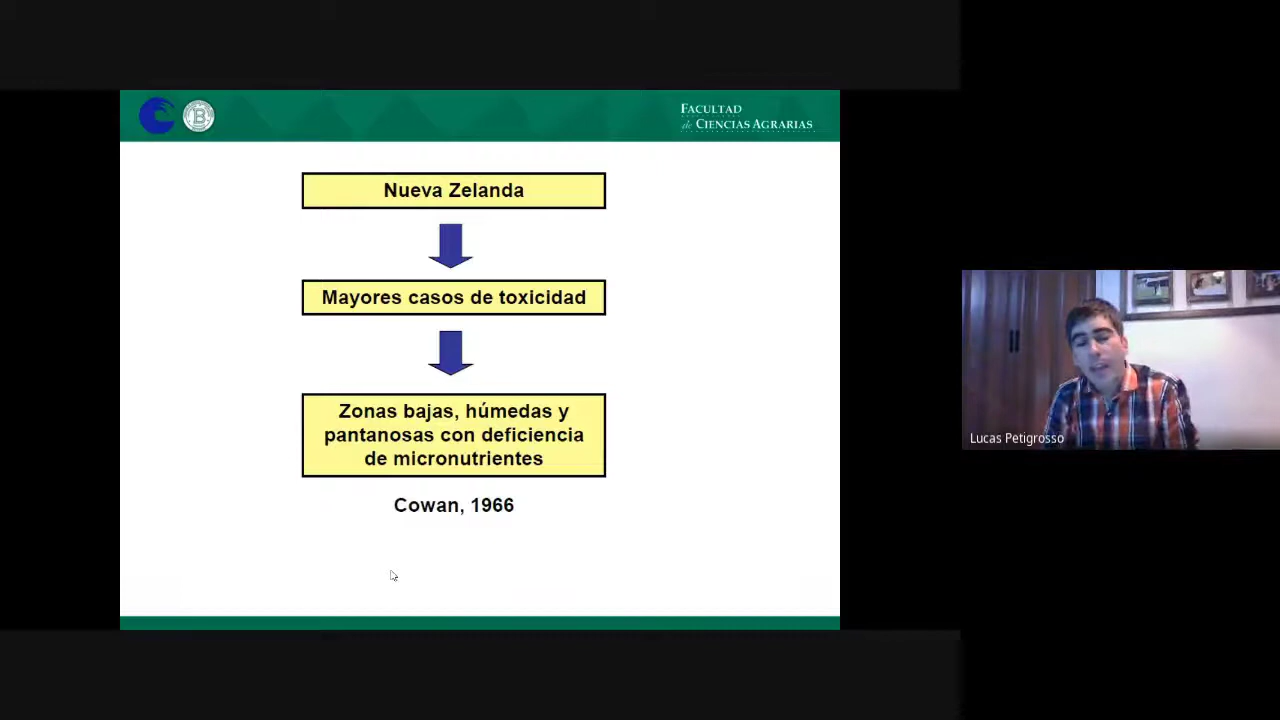 FACULTAD
de CIENCIAS AGRARIAS
Nueva Zelanda
Mayores casos de toxicidad
Zonas bajas, húmedas y
pantanosas con deficiencia
de micronutrientes
Cowan, 1966
Lucas Petigrosso